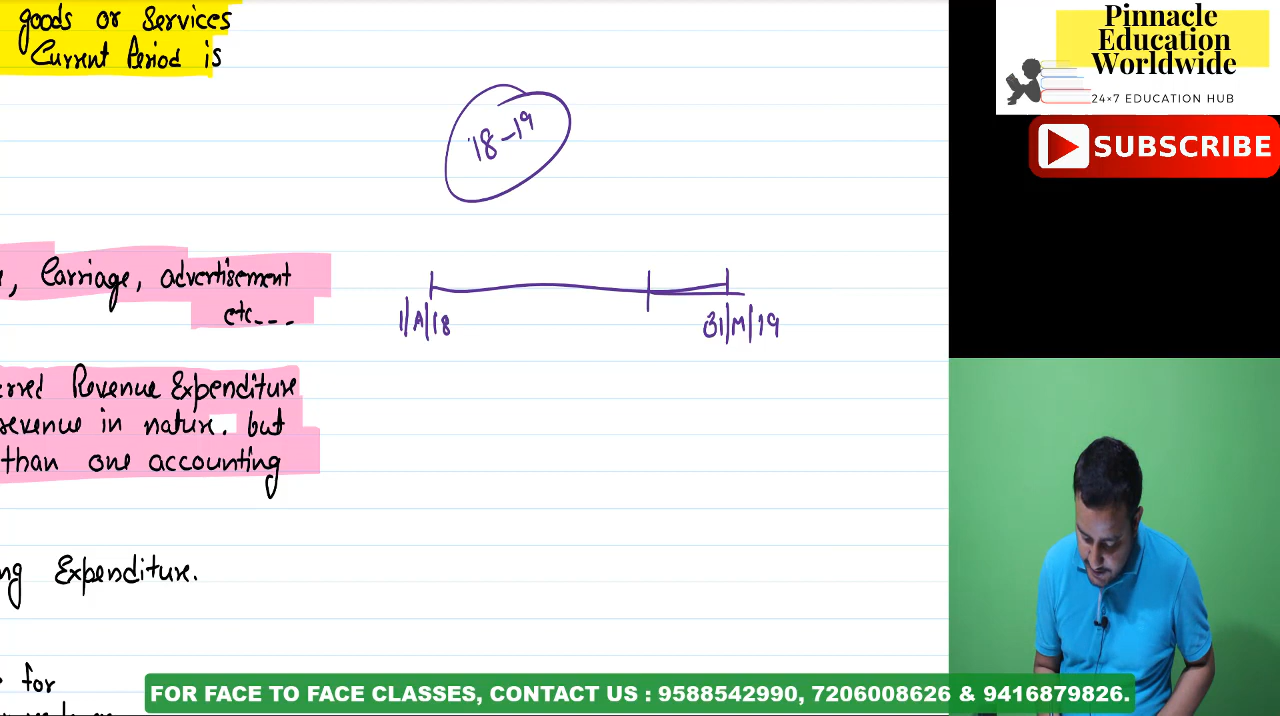 goods or Services
Current Period is
18-19
, Carriage, advertisement
etc---
1|A|18
31|M|19
Revenue Expenditure
revenue in nature. but
than one accounting
Expenditure.
for
Pinnacle
Education
Worldwide
24×7 EDUCATION HUB
SUBSCRIBE
FOR FACE TO FACE CLASSES, CONTACT US : 9588542990, 7206008626 & 9416879826.